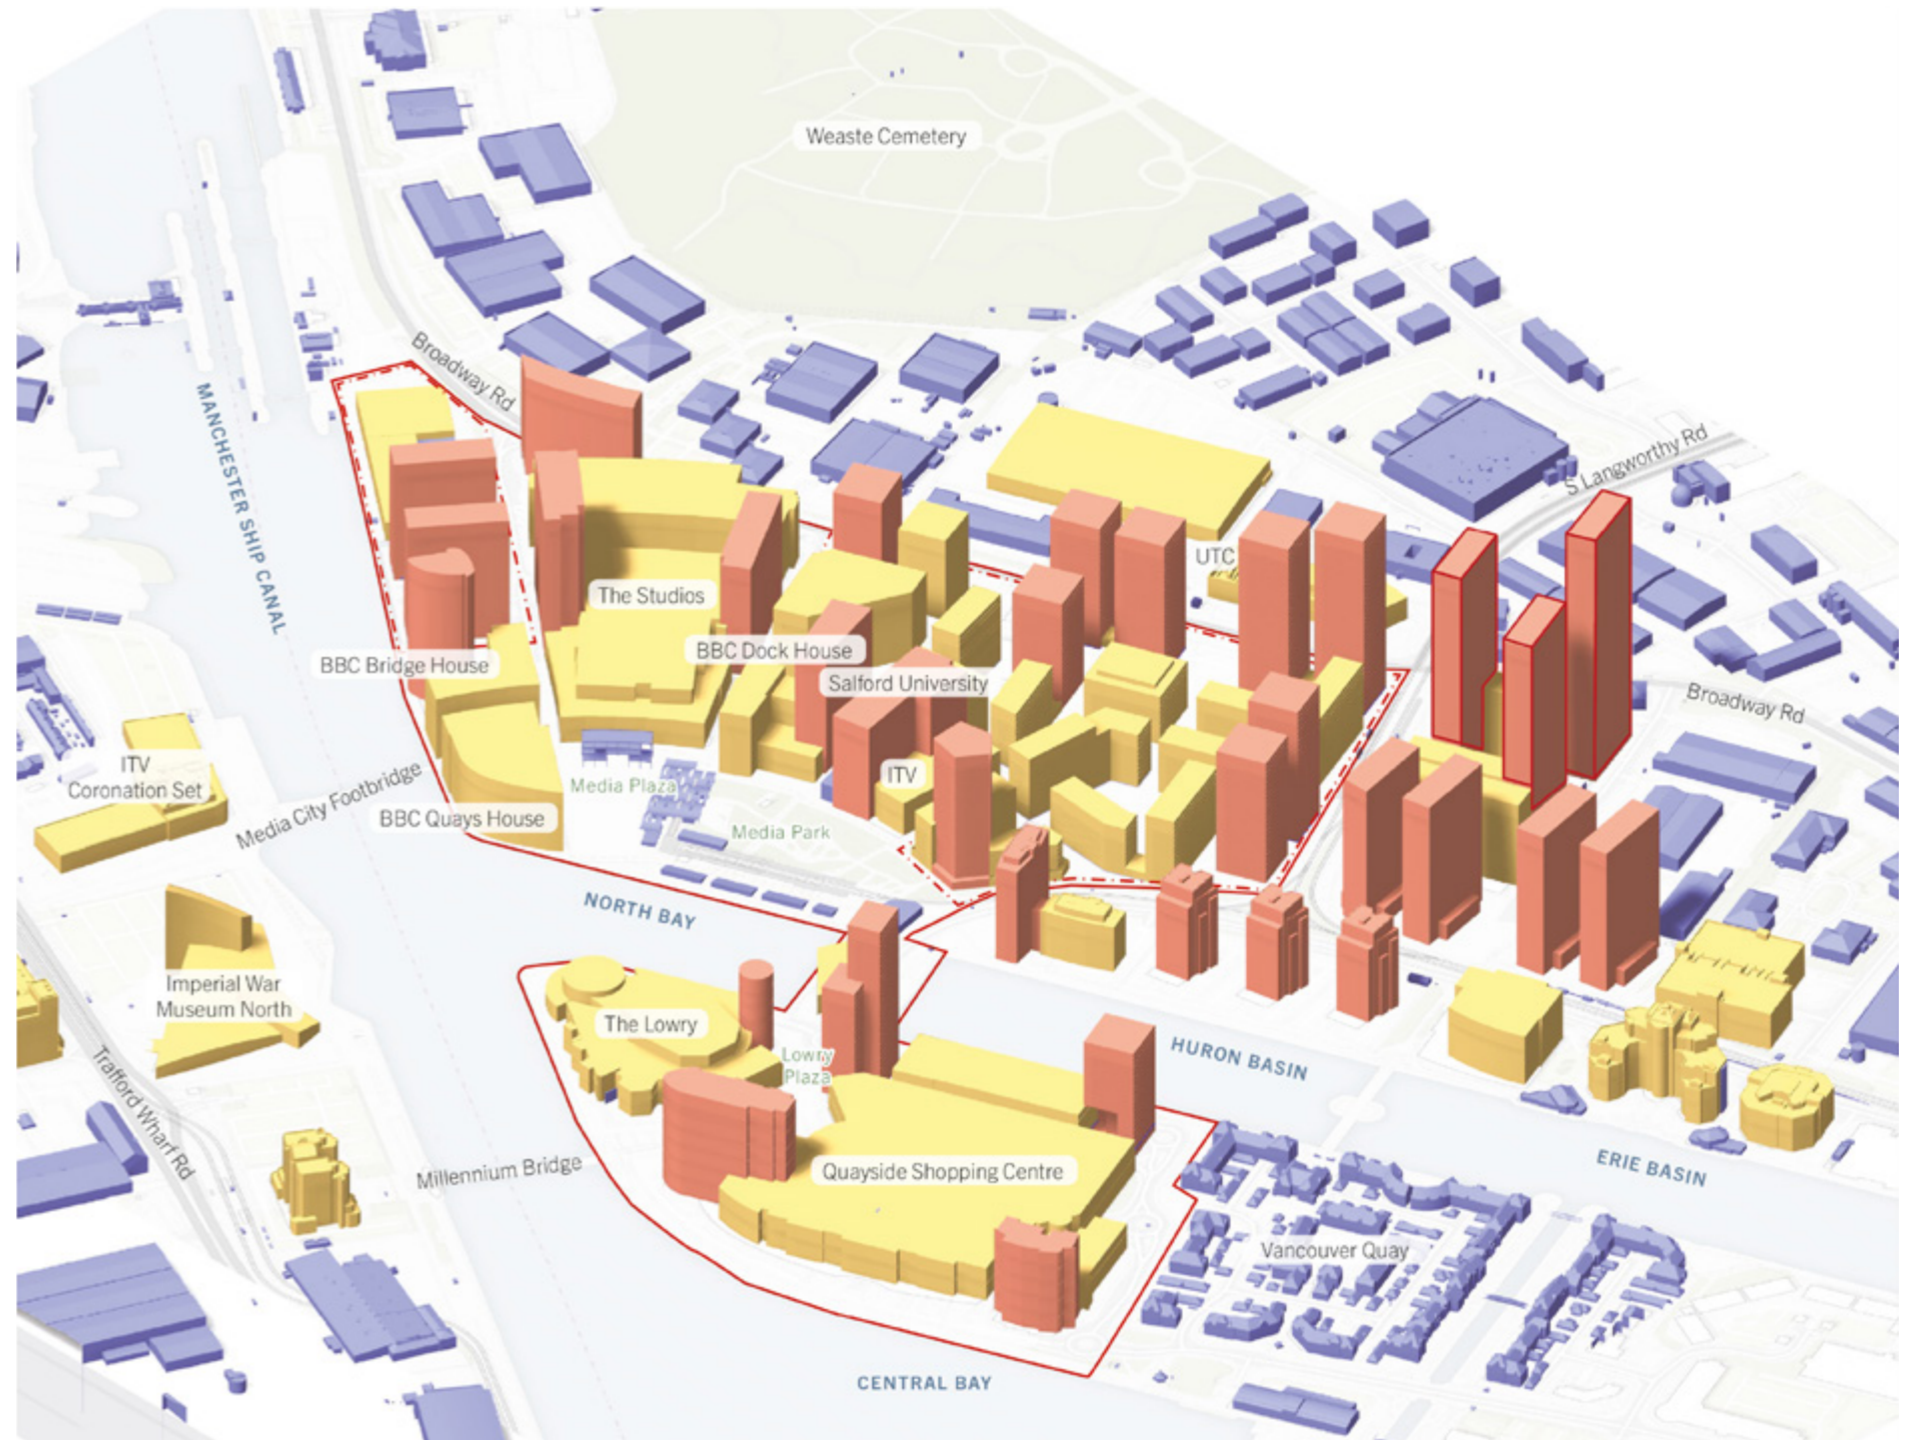 Weaste Cemetery
Broadway Rd
MANCHESTER SHIP CANAL
S Langworthy Rd
UTC
The Studios
BBC Dock House
BBC Bridge House
Salford University
Broadway Rd
ITV
Coronation Set
Media City Footbridge
Media Plaza
ITV
BBC Quays House
Media Park
NORTH BAY
Imperial War
Museum North
The Lowry
Lowry
Plaza
HURON BASIN
Trafford Wharf Rd
Millennium Bridge
Quayside Shopping Centre
ERIE BASIN
Vancouver Quay
CENTRAL BAY